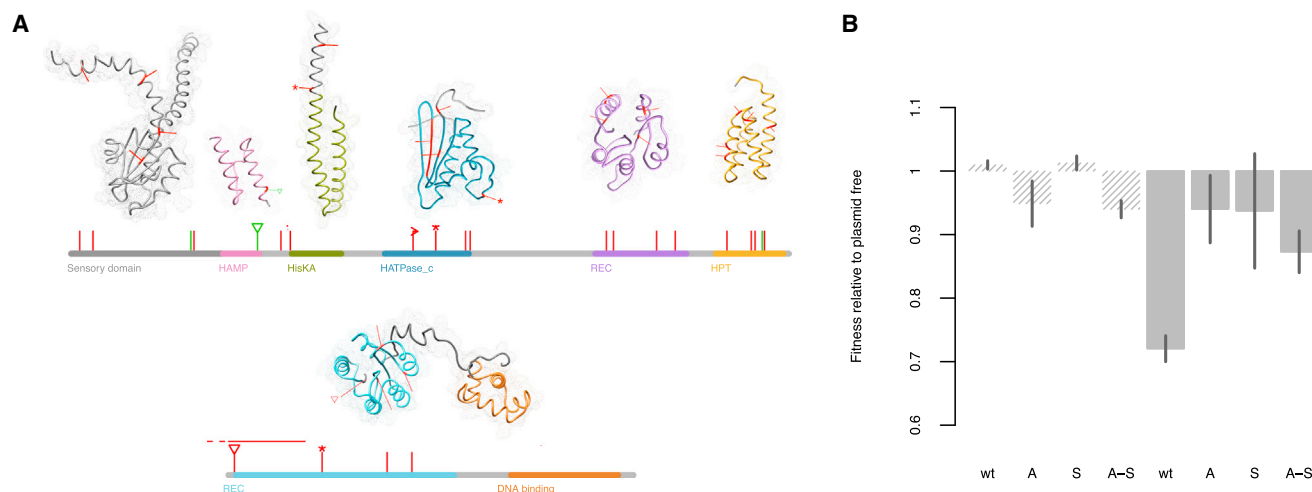 A
B
*
*
*
Sensory domain
HAMP
HisKA
HATPase_c
REC
HPT
*
REC
DNA binding
Fitness relative to plasmid free
1.1
1
0.9
0.8
0.7
0.6
wt A S A–S wt A S A–S